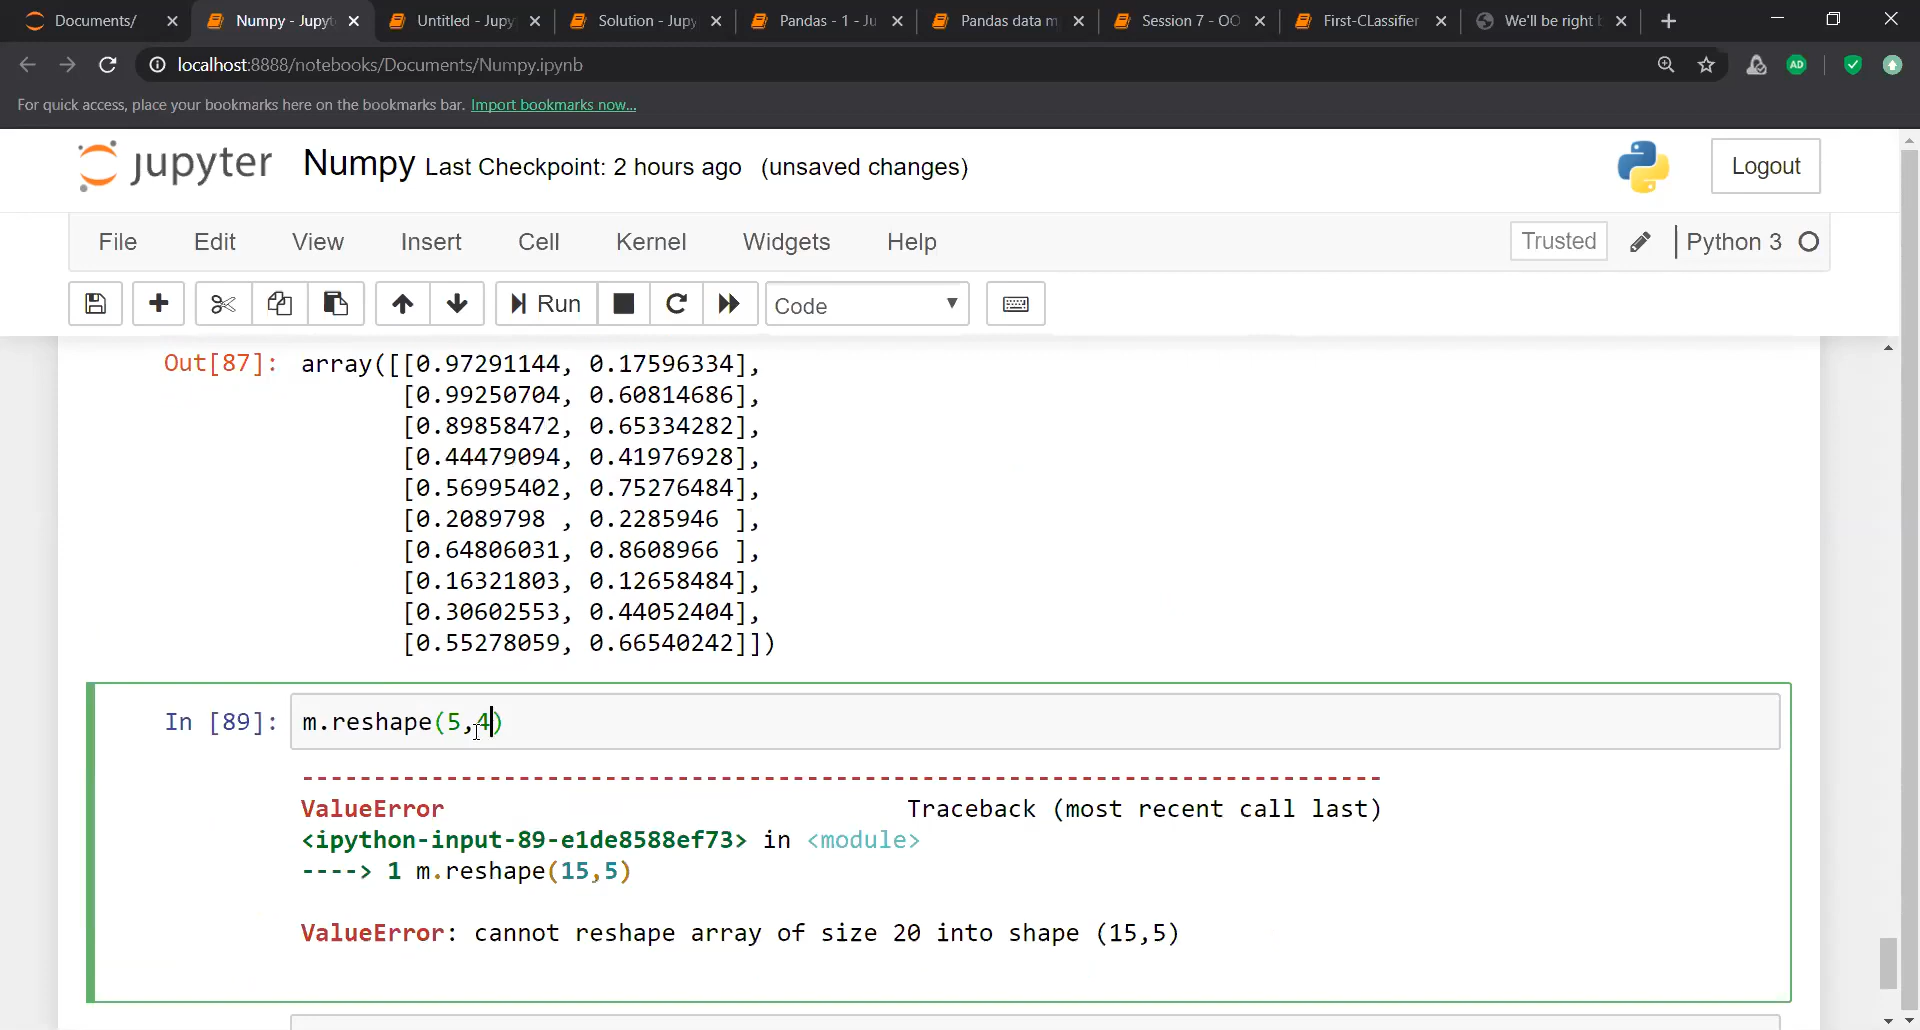 Documents/
Numpy - Jupyt
Untitled - Jupy
Solution - Jupy
Pandas - 1 - Ju
Pandas data m
Session 7 - OO
First-CLassifier
We'll be right b
localhost:8888/notebooks/Documents/Numpy.ipynb
AD
For quick access, place your bookmarks here on the bookmarks bar. Import bookmarks now...
jupyter Numpy Last Checkpoint: 2 hours ago (unsaved changes)
Logout
File Edit View Insert Cell Kernel Widgets Help
Trusted
Python 3
Run
Code
Out[87]: array([[0.97291144, 0.17596334],
[0.99250704, 0.60814686],
[0.89858472, 0.65334282],
[0.44479094, 0.41976928],
[0.56995402, 0.75276484],
[0.2089798 , 0.2285946 ],
[0.64806031, 0.8608966 ],
[0.16321803, 0.12658484],
[0.30602553, 0.44052404],
[0.55278059, 0.66540242]])
In [89]: m.reshape(5,4)
---------------------------------------------------------------------------
ValueError Traceback (most recent call last)
<ipython-input-89-e1de8588ef73> in <module>
----> 1 m.reshape(15,5)
ValueError: cannot reshape array of size 20 into shape (15,5)